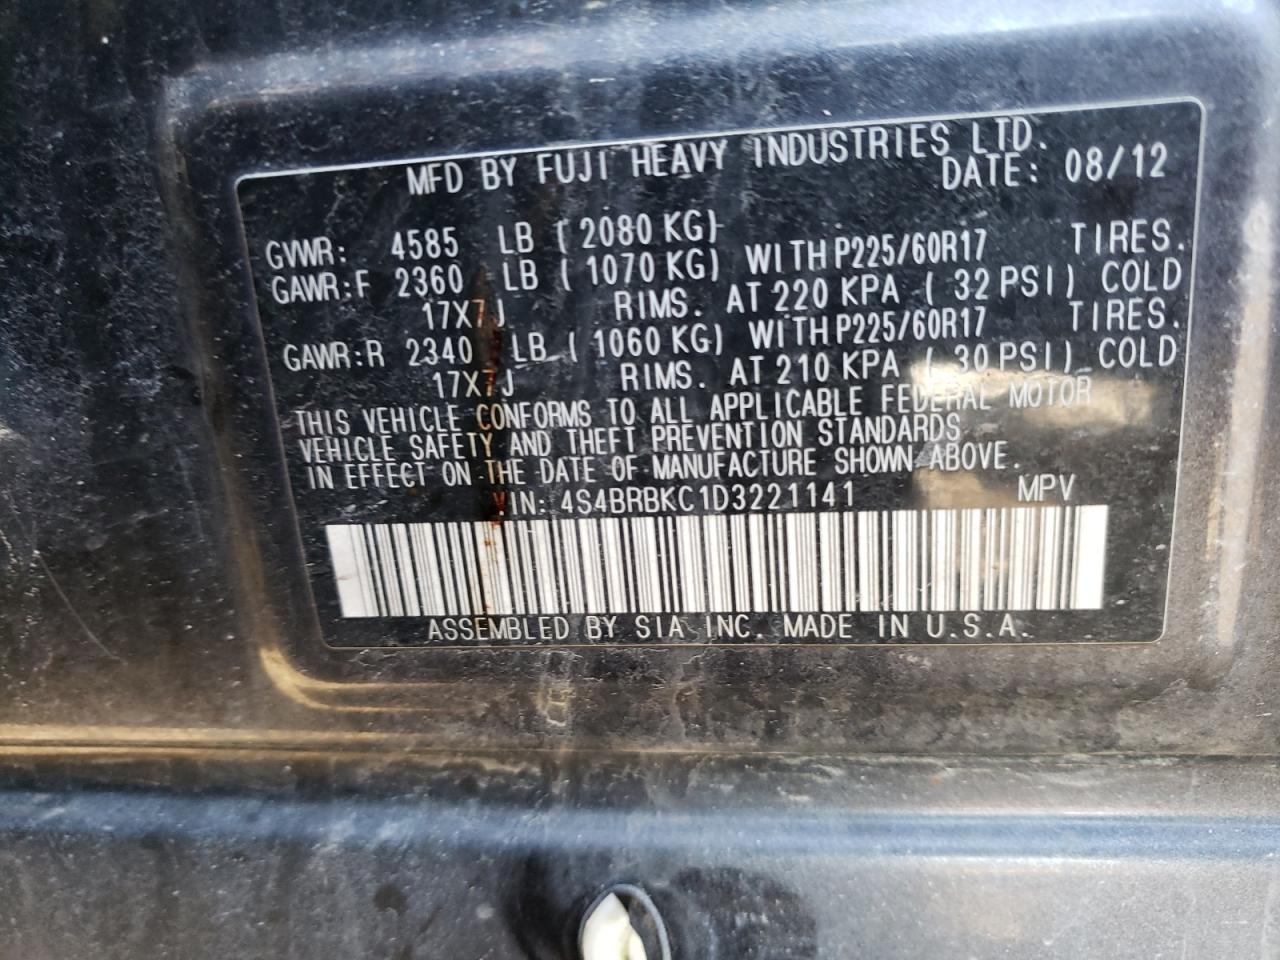 MFD BY FUJI HEAVY INDUSTRIES LTD.
DATE: 08/12
GVWR: 4585 LB (2080 KG)
GAWR:F 2360 LB (1070 KG) WITH P225/60R17 TIRES.
17X7J RIMS. AT 220 KPA (32 PSI) COLD
GAWR:R 2340 LB (1060 KG) WITH P225/60R17 TIRES.
17X7J RIMS. AT 210 KPA (30 PSI) COLD
THIS VEHICLE CONFORMS TO ALL APPLICABLE FEDERAL MOTOR
VEHICLE SAFETY AND THEFT PREVENTION STANDARDS
IN EFFECT ON THE DATE OF MANUFACTURE SHOWN ABOVE.
VIN: 4S4BRBKC1D3221141 MPV
ASSEMBLED BY SIA INC. MADE IN U.S.A.